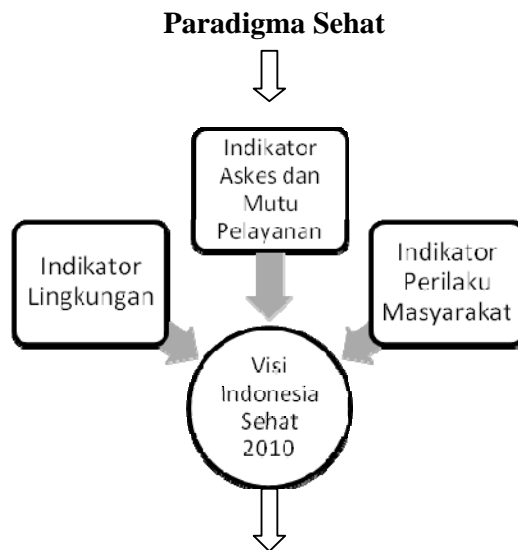 Paradigma Sehat
Indikator
Askes dan
Mutu
Pelayanan
Indikator
Lingkungan
Indikator
Perilaku
Masyarakat
Visi
Indonesia
Sehat
2010